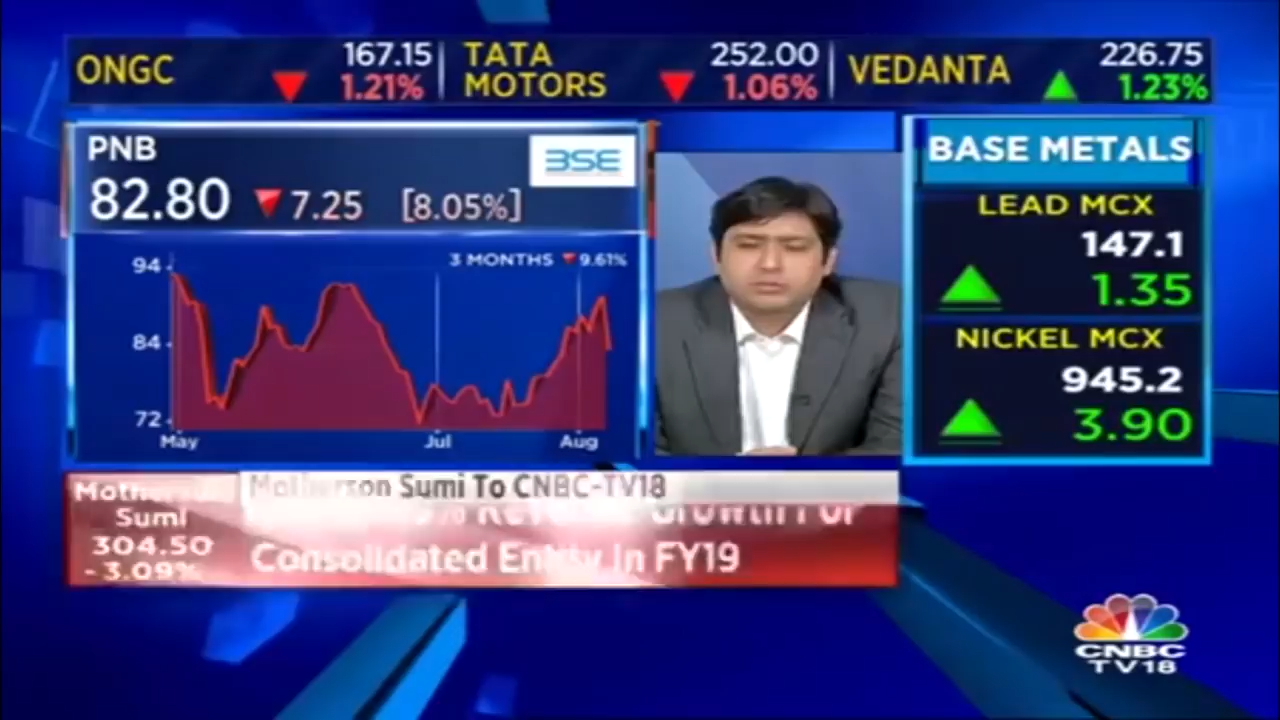 ONGC 167.15 1.21%
TATA MOTORS 252.00 1.06%
VEDANTA 226.75 1.23%
PNB
BSE
82.80 7.25 [8.05%]
3 MONTHS 9.61%
94
84
72
May Jul Aug
BASE METALS
LEAD MCX
147.1
1.35
NICKEL MCX
945.2
3.90
Motherson Sumi To CNBC-TV18
Growth For
Consolidated Entity In FY19
Sumi
304.50
-3.09%
CNBC
TV18